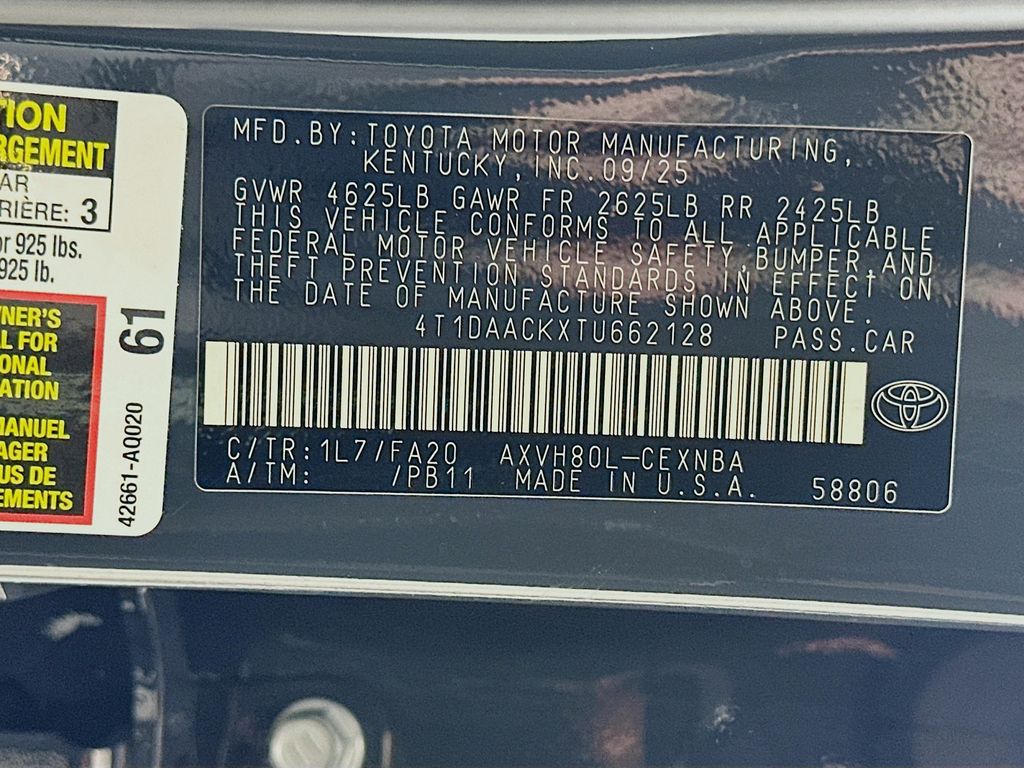 TION
RGEMENT
AR
RIÈRE: 3
or 925 lbs.
925 lb.
WNER'S
L FOR
ONAL
ATION
MANUEL
AGER
US DE
EMENTS
61
42661-AQ020
MFD.BY:TOYOTA MOTOR MANUFACTURING,
KENTUCKY,INC.09/25
GVWR 4625LB GAWR FR 2625LB RR 2425LB
THIS VEHICLE CONFORMS TO ALL APPLICABLE
FEDERAL MOTOR VEHICLE SAFETY,BUMPER,AND
THEFT PREVENTION STANDARDS IN EFFECT ON
THE DATE OF MANUFACTURE SHOWN ABOVE.
4T1DAACKXTU662128 PASS.CAR
C/TR:1L7/FA20 AXVH80L-CEXNBA
A/TM: /PB11 MADE IN U.S.A. 58806